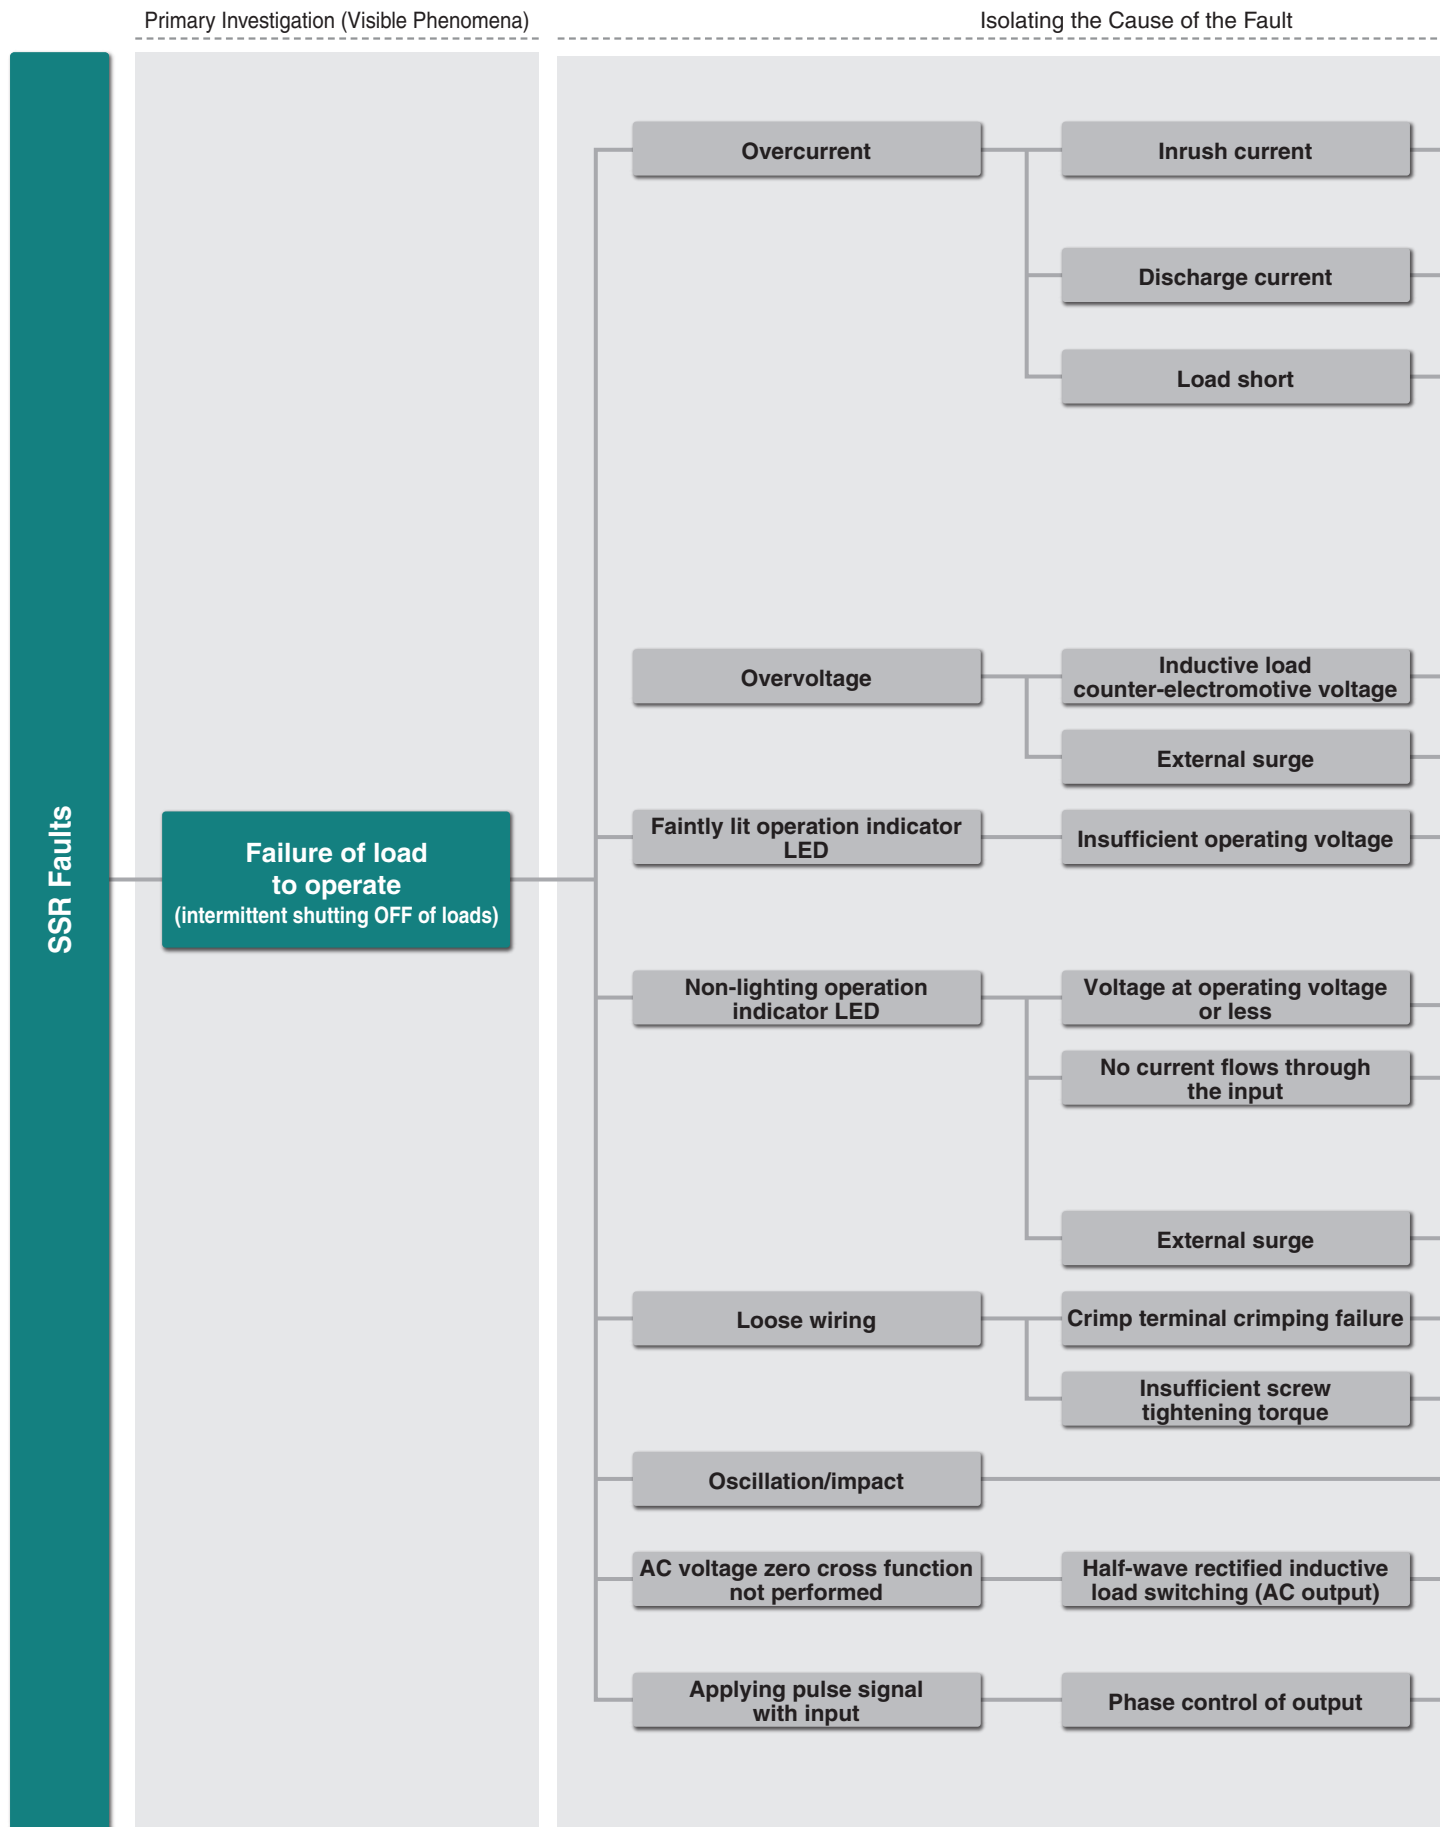 Primary Investigation (Visible Phenomena)
Isolating the Cause of the Fault
SSR Faults
Failure of load
to operate
(intermittent shutting OFF of loads)
Overcurrent
Inrush current
Discharge current
Load short
Overvoltage
Inductive load
counter-electromotive voltage
External surge
Faintly lit operation indicator
LED
Insufficient operating voltage
Non-lighting operation
indicator LED
Voltage at operating voltage
or less
No current flows through
the input
External surge
Loose wiring
Crimp terminal crimping failure
Insufficient screw
tightening torque
Oscillation/impact
AC voltage zero cross function
not performed
Half-wave rectified inductive
load switching (AC output)
Applying pulse signal
with input
Phase control of output